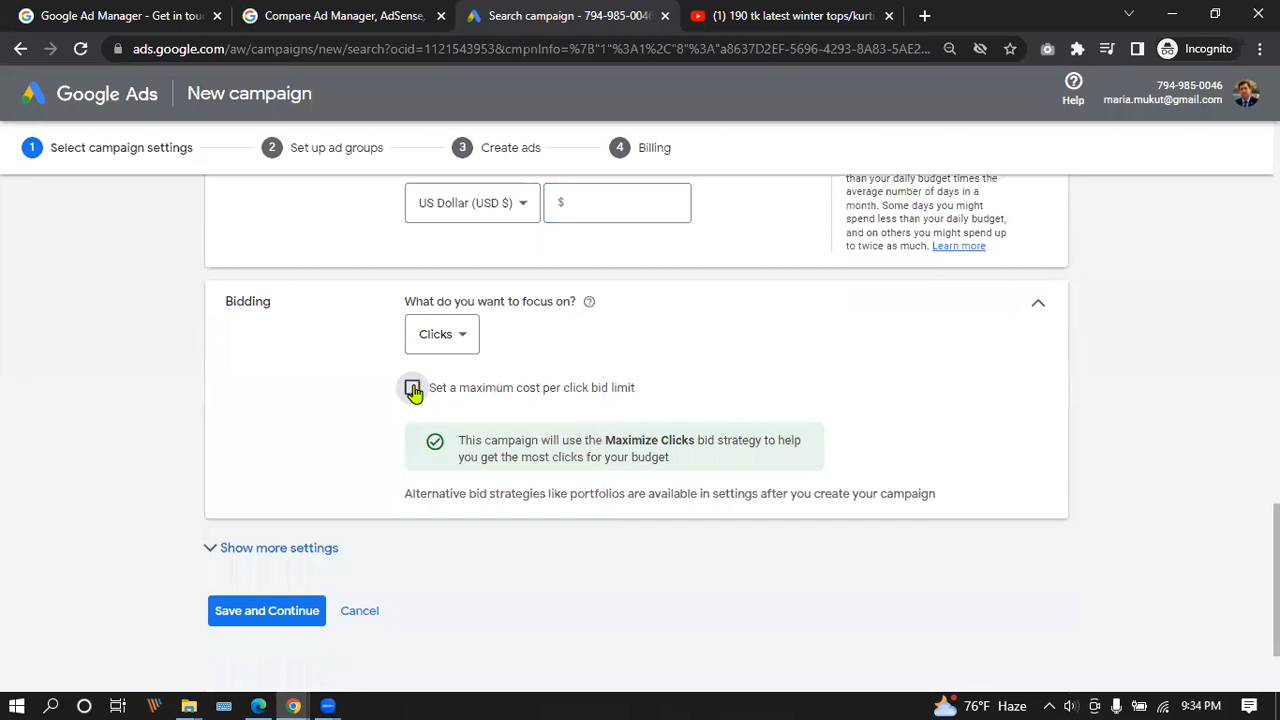 Google Ad Manager - Get in touch
Compare Ad Manager, AdSense,
Search campaign - 794-985-0046
(1) 190 tk latest winter tops/kurti
ads.google.com/aw/campaigns/new/search?ocid=1121543953&cmpnInfo=%7B"1"%3A1%2C"8"%3A"a8637D2EF-5696-4293-8A83-5AE2...
Incognito
Google Ads
New campaign
Help
794-985-0046
maria.mukut@gmail.com
1 Select campaign settings
2 Set up ad groups
3 Create ads
4 Billing
US Dollar (USD $)
$
than your daily budget times the
average number of days in a
month. Some days you might
spend less than your daily budget,
and on others you might spend up
to twice as much. Learn more
Bidding
What do you want to focus on?
Clicks
Set a maximum cost per click bid limit
This campaign will use the Maximize Clicks bid strategy to help
you get the most clicks for your budget
Alternative bid strategies like portfolios are available in settings after you create your campaign
Show more settings
Save and Continue
Cancel
76°F Haze
9:34 PM